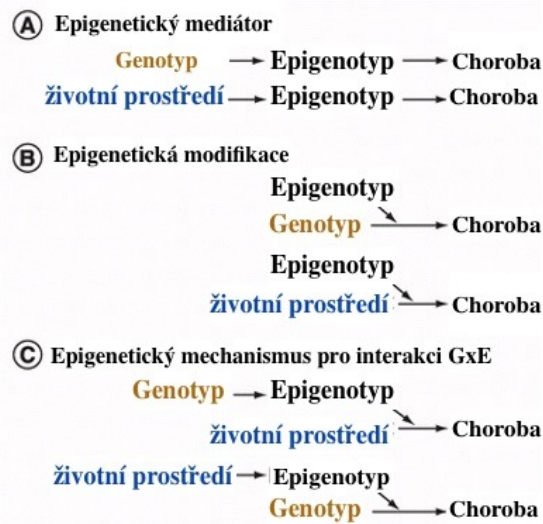 A Epigenetický mediátor
Genotyp Epigenotyp Choroba
životní prostředí Epigenotyp Choroba
B Epigenetická modifikace
Epigenotyp
Genotyp Choroba
Epigenotyp
životní prostředí Choroba
C Epigenetický mechanismus pro interakci GxE
Genotyp Epigenotyp
životní prostředí Choroba
životní prostředí Epigenotyp
Genotyp Choroba